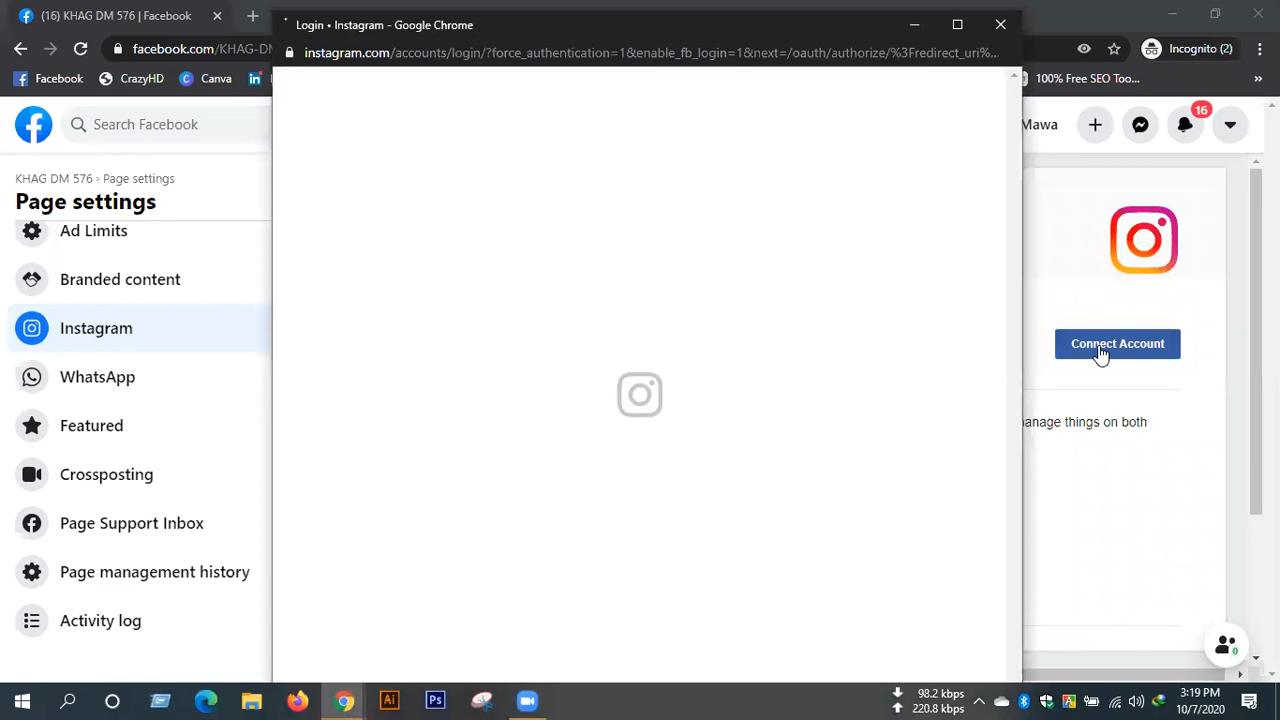 (16) KHAG DM 576 | Facebook
Login • Instagram - Google Chrome
facebook.com/KHAG-DM
instagram.com/accounts/login/?force_authentication=1&enable_fb_login=1&next=/oauth/authorize/%3Fredirect_uri%...
Incognito (2)
Facebook
CrazyHD
Canva
100% Free SEO Too...
Search Facebook
Mawa
16
KHAG DM 576 › Page settings
Page settings
Ad Limits
Branded content
Instagram
Connect Account
WhatsApp
Featured
anage things on both
Crossposting
Page Support Inbox
Page management history
Activity log
0
98.2 kbps
220.8 kbps
3:19 PM
10/7/2020